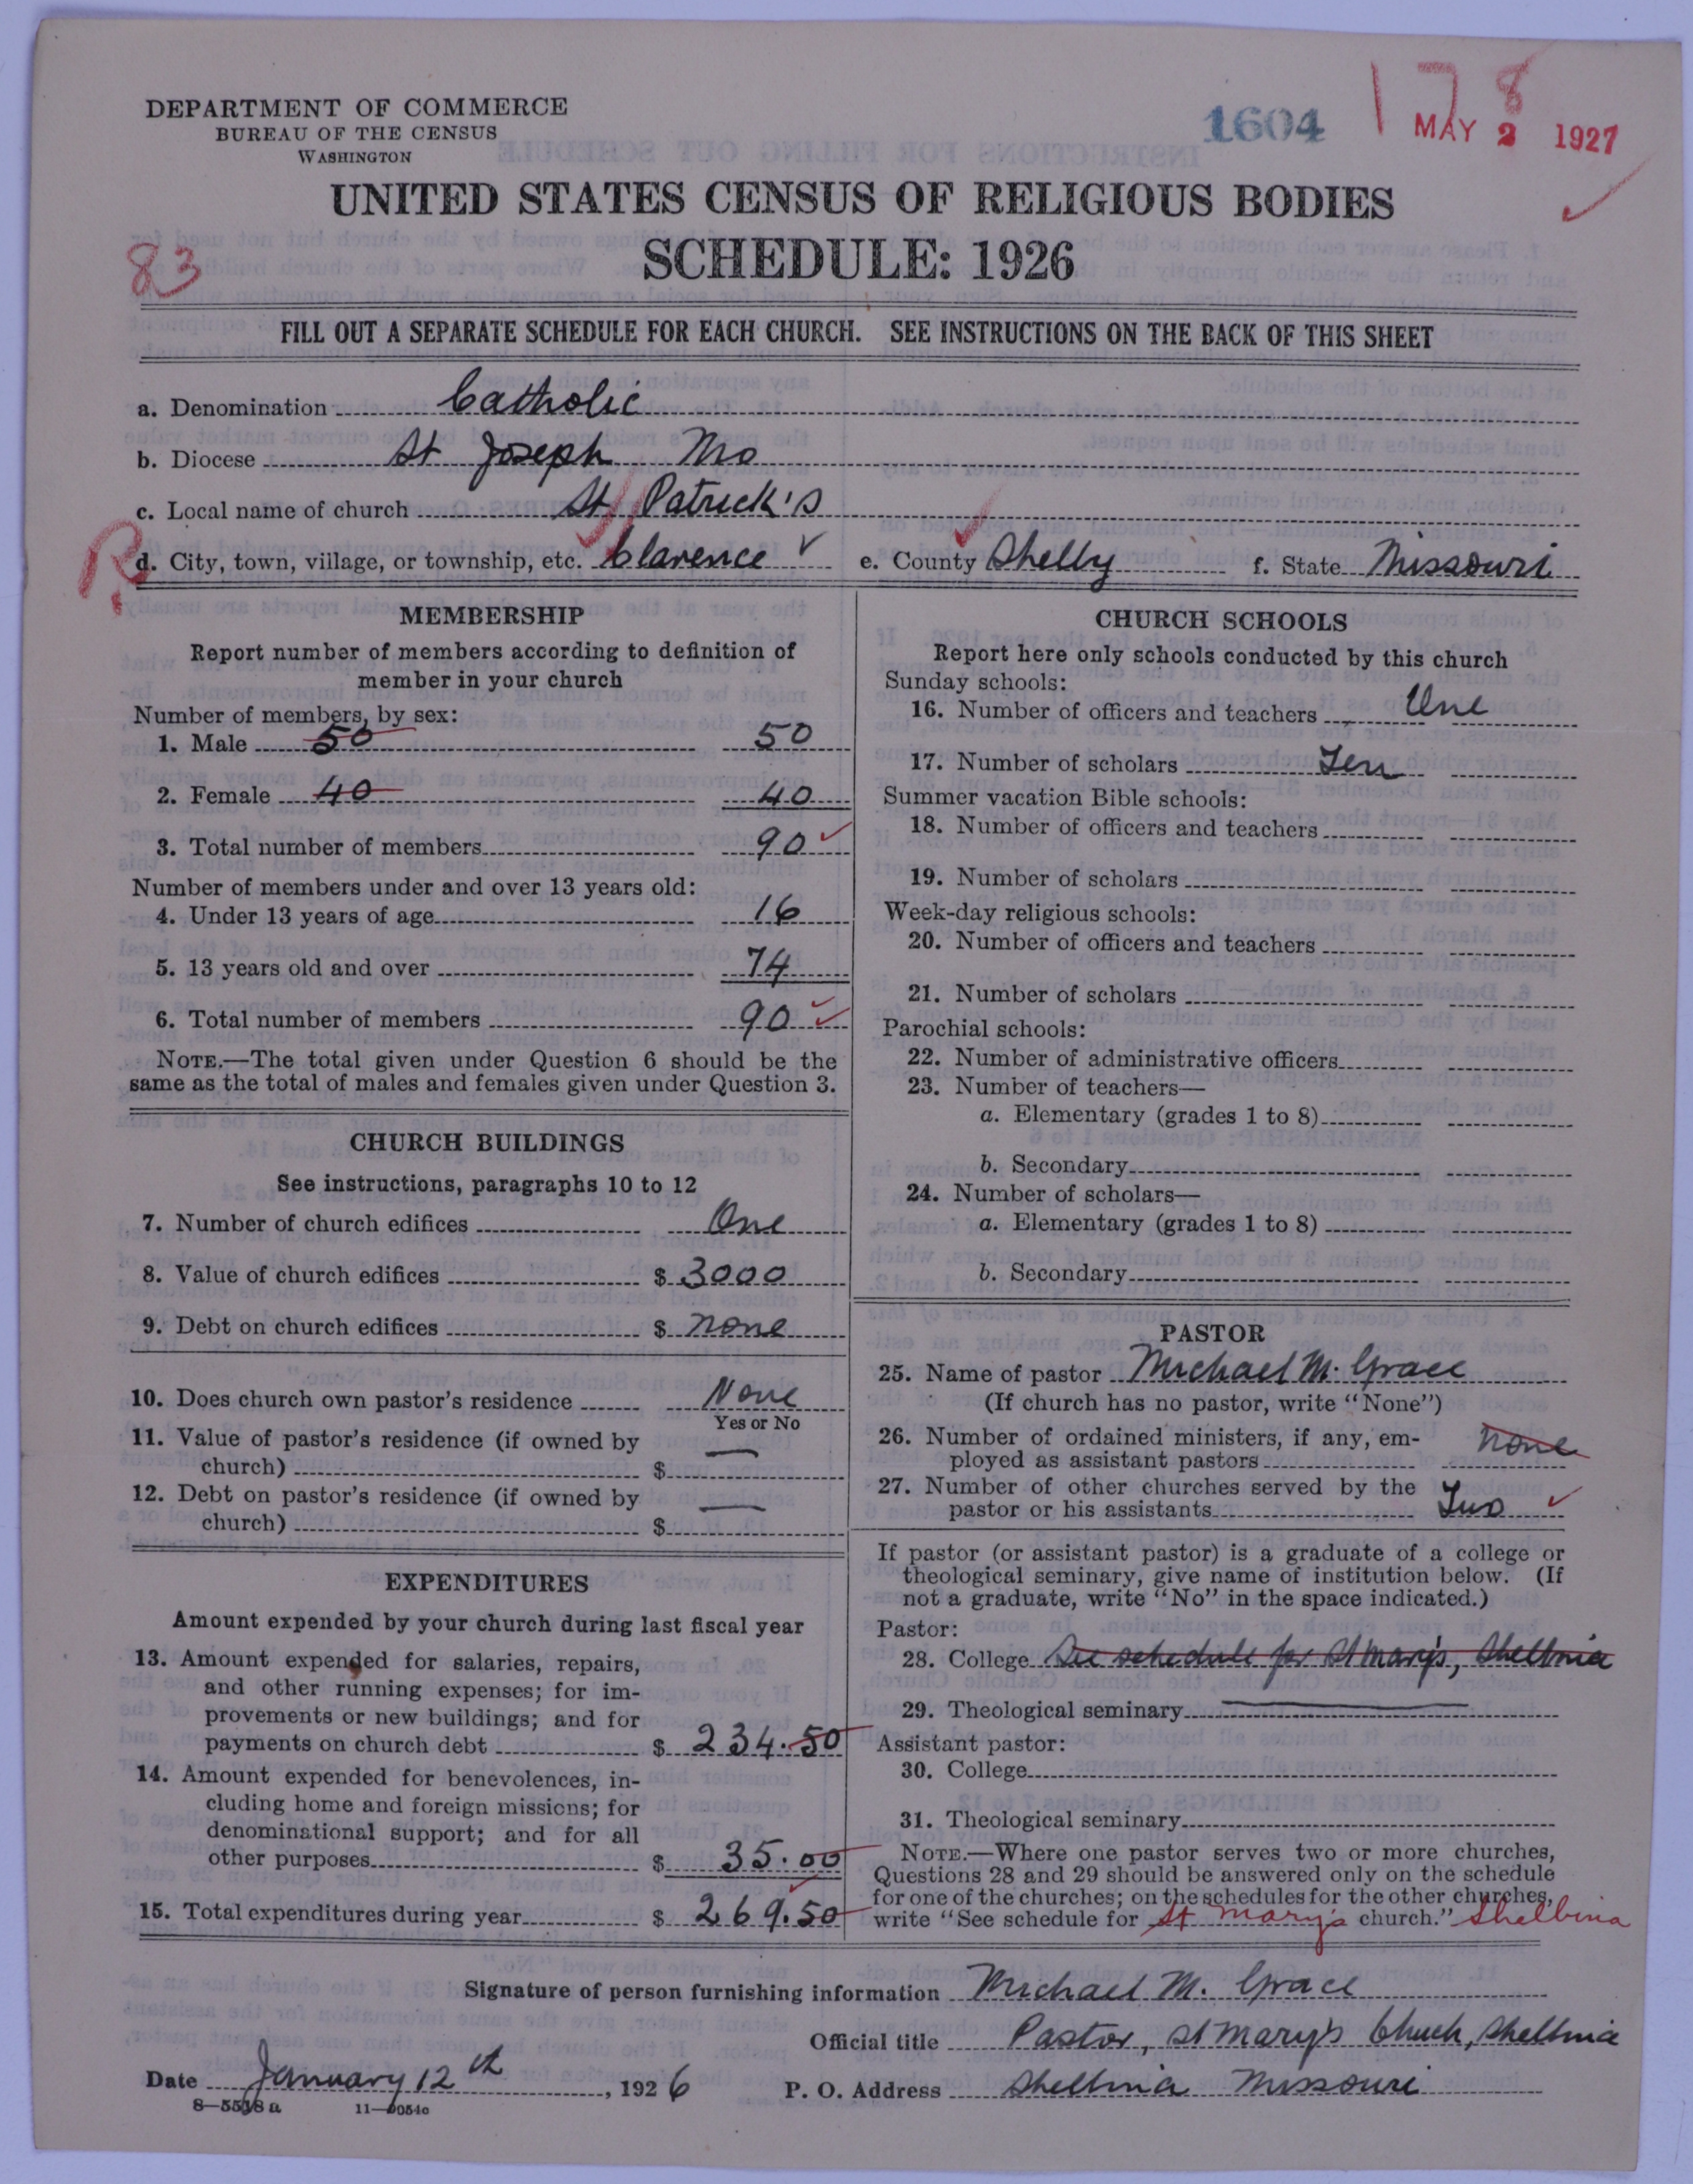 DEPARTMENT OF COMMERCE
BUREAU OF THE CENSUS
WASHINGTON
1604
178
MAY 2 1927
UNITED STATES CENSUS OF RELIGIOUS BODIES
SCHEDULE: 1926
83
FILL OUT A SEPARATE SCHEDULE FOR EACH CHURCH. SEE INSTRUCTIONS ON THE BACK OF THIS SHEET
a. Denomination Catholic
b. Diocese St Joseph Mo
c. Local name of church St Patrick's
R
d. City, town, village, or township, etc. Clarence e. County Shelby f. State Missouri
MEMBERSHIP
Report number of members according to definition of
member in your church
Number of members, by sex:
1. Male 50 50
2. Female 40 40
3. Total number of members 90
Number of members under and over 13 years old:
4. Under 13 years of age 16
5. 13 years old and over 74
6. Total number of members 90
NOTE.—The total given under Question 6 should be the
same as the total of males and females given under Question 3.
CHURCH BUILDINGS
See instructions, paragraphs 10 to 12
7. Number of church edifices One
8. Value of church edifices $ 3000
9. Debt on church edifices $ none
10. Does church own pastor's residence None
Yes or No
11. Value of pastor's residence (if owned by
church) $ —
12. Debt on pastor's residence (if owned by
church) $ —
EXPENDITURES
Amount expended by your church during last fiscal year
13. Amount expended for salaries, repairs,
and other running expenses; for im-
provements or new buildings; and for
payments on church debt $ 234.50
14. Amount expended for benevolences, in-
cluding home and foreign missions; for
denominational support; and for all
other purposes $ 35.00
15. Total expenditures during year $ 269.50
CHURCH SCHOOLS
Report here only schools conducted by this church
Sunday schools:
16. Number of officers and teachers One
17. Number of scholars Ten
Summer vacation Bible schools:
18. Number of officers and teachers
19. Number of scholars
Week-day religious schools:
20. Number of officers and teachers
21. Number of scholars
Parochial schools:
22. Number of administrative officers
23. Number of teachers—
a. Elementary (grades 1 to 8)
b. Secondary
24. Number of scholars—
a. Elementary (grades 1 to 8)
b. Secondary
PASTOR
25. Name of pastor Michael M. Grace
(If church has no pastor, write "None")
26. Number of ordained ministers, if any, em-
ployed as assistant pastors none
27. Number of other churches served by the
pastor or his assistants Two
If pastor (or assistant pastor) is a graduate of a college or
theological seminary, give name of institution below. (If
not a graduate, write "No" in the space indicated.)
Pastor:
28. College See schedule for St Mary's, Shelbina
29. Theological seminary
Assistant pastor:
30. College
31. Theological seminary
NOTE.—Where one pastor serves two or more churches,
Questions 28 and 29 should be answered only on the schedule
for one of the churches; on the schedules for the other churches,
write "See schedule for St Mary's church." Shelbina
Signature of person furnishing information Michael M. Grace
Official title Pastor, St Mary's Church, Shelbina
Date January 12th, 1926 P. O. Address Shelbina Missouri
8—5518 a 11—9054c